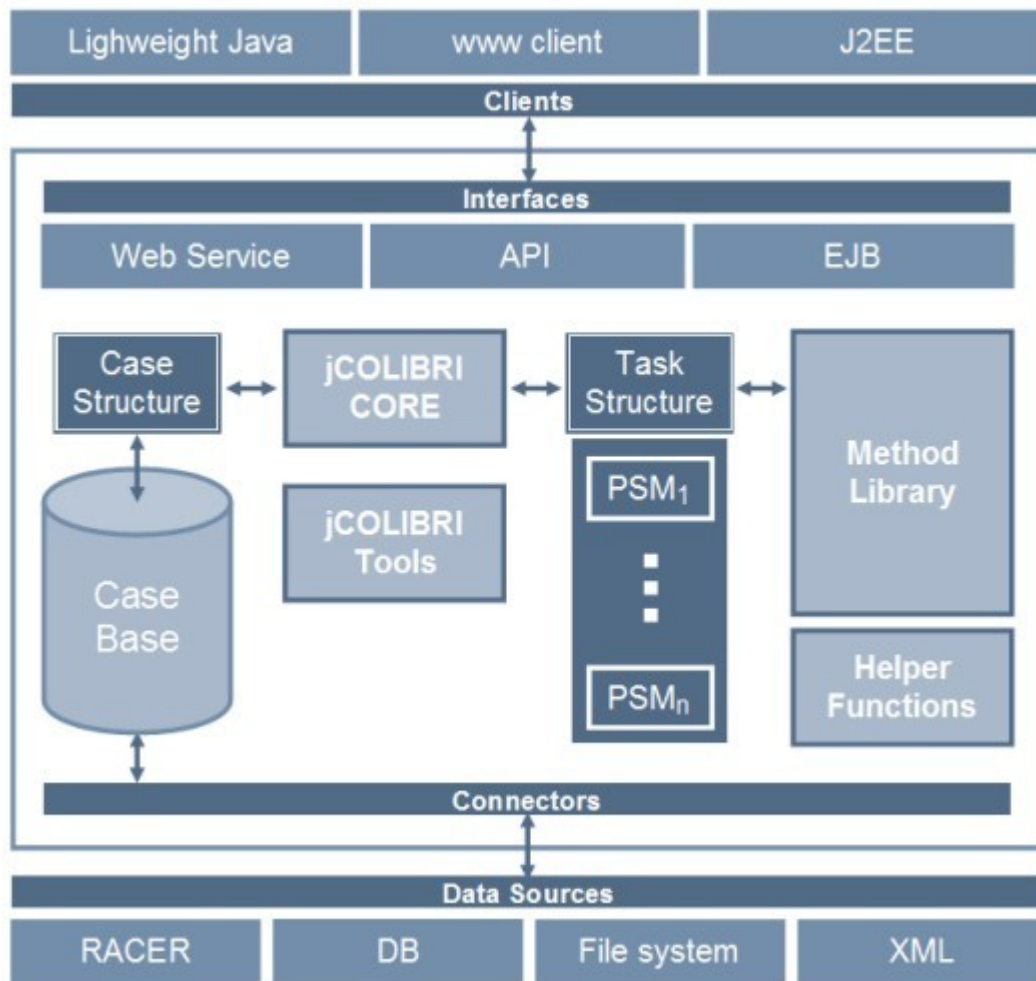 Lighweight Java
www client
J2EE
Clients
Interfaces
Web Service
API
EJB
Case
Structure
jCOLIBRI
CORE
Task
Structure
Method
Library
PSM1
jCOLIBRI
Tools
Case
Base
PSMn
Helper
Functions
Connectors
Data Sources
RACER
DB
File system
XML